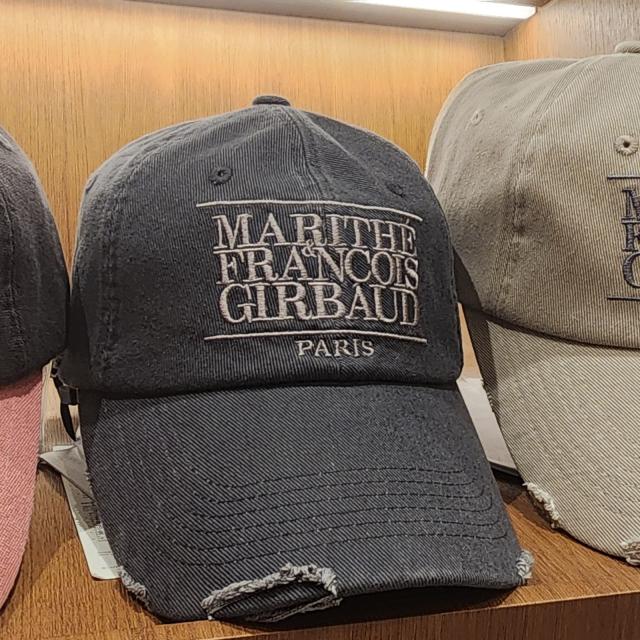 MARITHE
&
FRANCOIS
GIRBAUD
PARIS